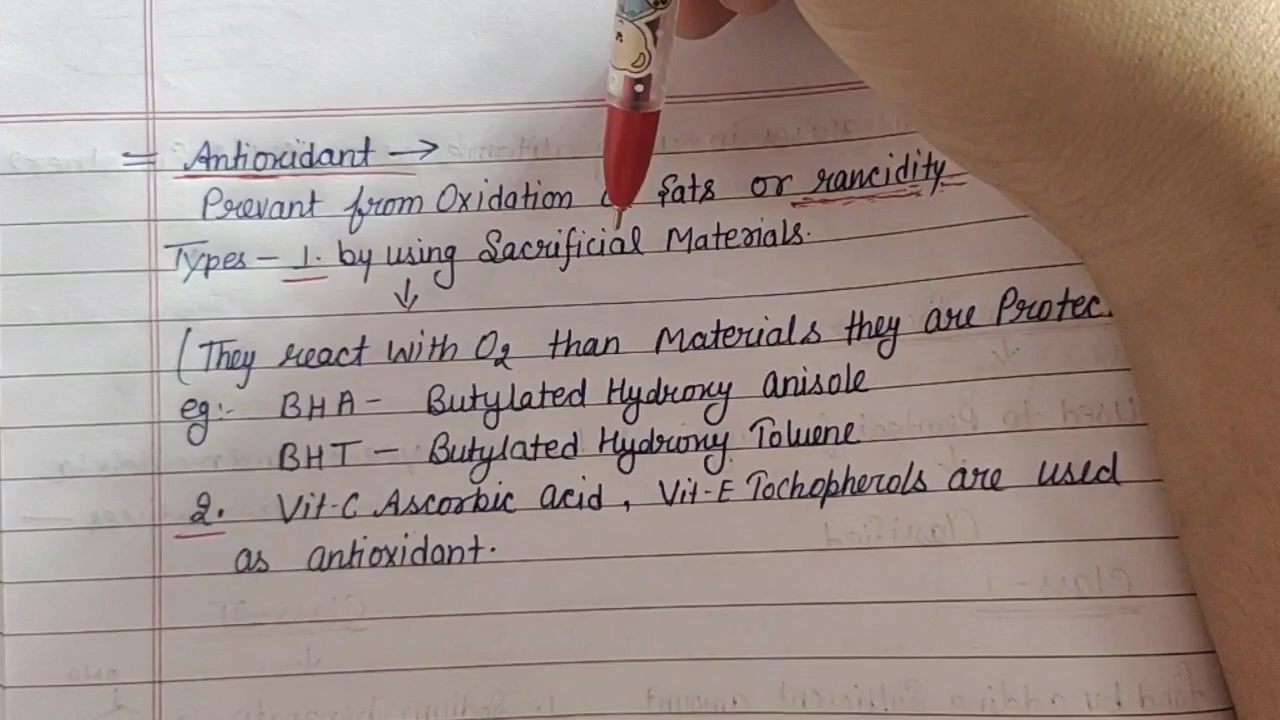 = Antioxidant →
Prevant from Oxidation fats or rancidity
Types - 1. by using Sacrificial Materials.
↓
(They react with O₂ than Materials they are Protec
eg:- BHA - Butylated Hydroxy anisole
BHT - Butylated Hydroxy Toluene
2. Vit-C Ascorbic acid, Vit-E Tochopherols are used
as antioxidant.